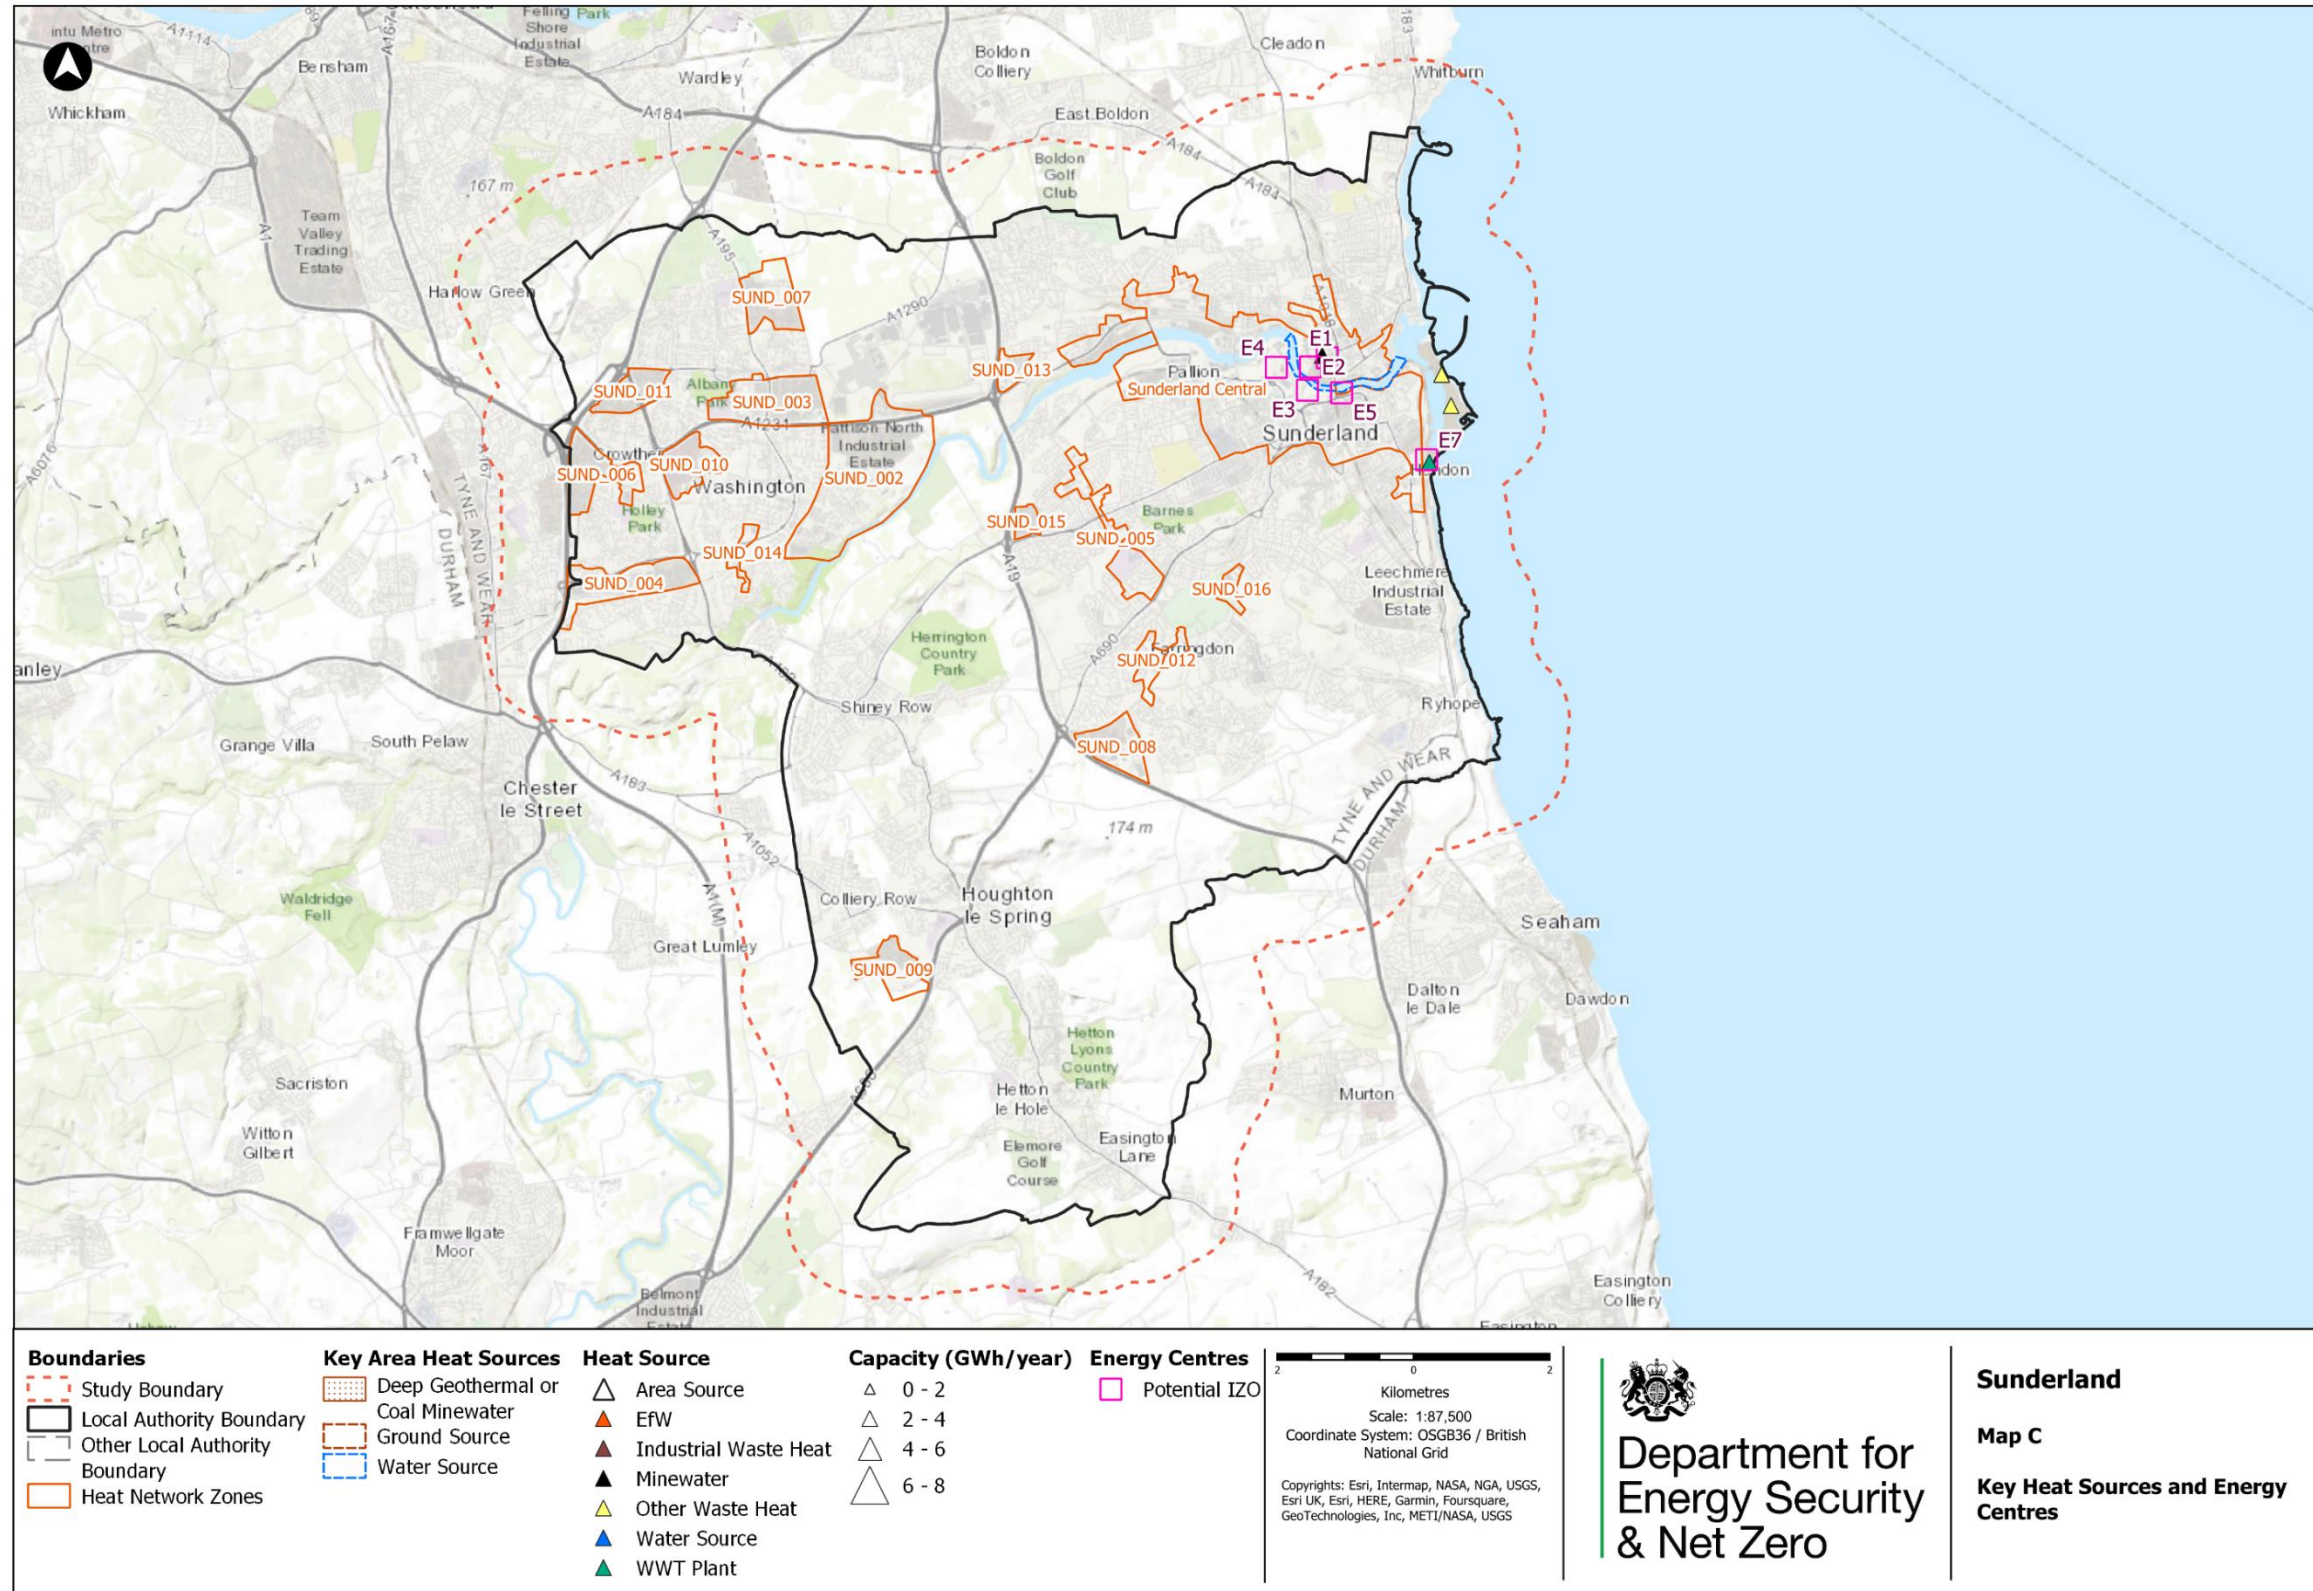 Felling Park
Shore
Industrial
Estate
intu Metro
A1114
A167
Bensham
Wardley
Boldon
Colliery
Cleadon
Whitburn
Whickham
A184
East Boldon
A184
Boldon
Golf
Club
A184
167 m
Team
Valley
Trading
Estate
A1
A195
Harlow Green
SUND_007
A1290
SUND_013
E1
E4
E2
Pallion
Sunderland Central
E3
E5
Sunderland
SUND_011
Albany
Park
SUND_003
A1231
Pattison North
Industrial
Estate
SUND_002
E7
Crowther
SUND_006
SUND_010
Washington
A6076
A167
TYNE AND WEAR
DURHAM
Holley
Park
SUND_014
SUND_004
SUND_015
Barnes
Park
SUND_005
A19
SUND_016
Leechmere
Industrial
Estate
Herrington
Country
Park
A690
Farringdon
SUND_012
Shiney Row
Ryhope
SUND_008
Grange Villa
South Pelaw
Chester
le Street
A183
TYNE AND WEAR
DURHAM
174 m
A1052
A1(M)
Waldridge
Fell
Colliery Row
Houghton
le Spring
Seaham
Great Lumley
SUND_009
Dalton
le Dale
Dawdon
Hetton
Lyons
Country
Park
Sacriston
Hetton
le Hole
Murton
Witton
Gilbert
Elemore
Golf
Course
Easington
Lane
Framwellgate
Moor
A182
Belmont
Industrial
Estate
Easington
Colliery
Easington
Boundaries
Study Boundary
Local Authority Boundary
Other Local Authority
Boundary
Heat Network Zones
Key Area Heat Sources
Deep Geothermal or
Coal Minewater
Ground Source
Water Source
Heat Source
Area Source
EfW
Industrial Waste Heat
Minewater
Other Waste Heat
Water Source
WWT Plant
Capacity (GWh/year)
0 - 2
2 - 4
4 - 6
6 - 8
Energy Centres
Potential IZO
2 0 2
Kilometres
Scale: 1:87,500
Coordinate System: OSGB36 / British
National Grid
Copyrights: Esri, Intermap, NASA, NGA, USGS,
Esri UK, Esri, HERE, Garmin, Foursquare,
GeoTechnologies, Inc, METI/NASA, USGS
Department for
Energy Security
& Net Zero
Sunderland
Map C
Key Heat Sources and Energy
Centres